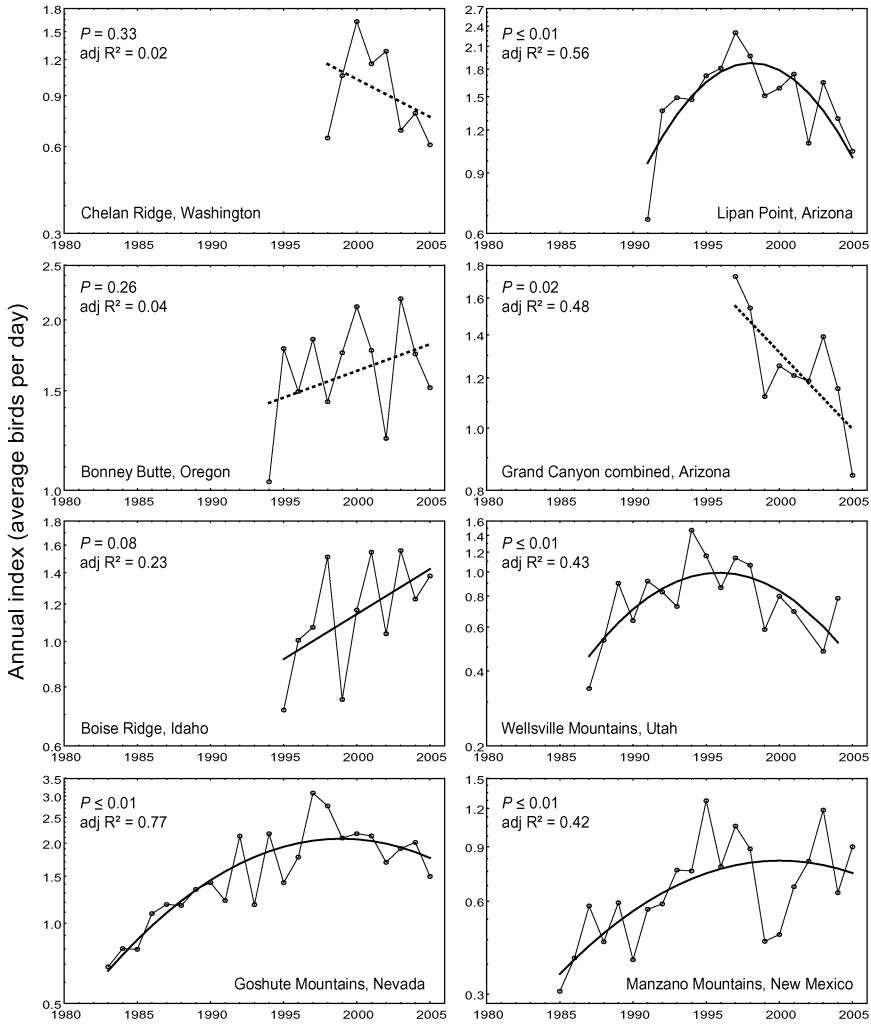 Annual index (average birds per day)
1.8
1.5
1.2
0.9
0.6
0.3
P = 0.33
adj R² = 0.02
Chelan Ridge, Washington
1980 1985 1990 1995 2000 2005
2.7
2.4
2.1
1.8
1.5
1.2
0.9
0.6
P ≤ 0.01
adj R² = 0.56
Lipan Point, Arizona
1980 1985 1990 1995 2000 2005
2.5
2.0
1.5
1.0
P = 0.26
adj R² = 0.04
Bonney Butte, Oregon
1980 1985 1990 1995 2000 2005
1.8
1.6
1.4
1.2
1.0
0.8
P = 0.02
adj R² = 0.48
Grand Canyon combined, Arizona
1980 1985 1990 1995 2000 2005
1.8
1.6
1.4
1.2
1.0
0.8
0.6
P = 0.08
adj R² = 0.23
Boise Ridge, Idaho
1980 1985 1990 1995 2000 2005
1.6
1.4
1.2
1.0
0.8
0.6
0.4
0.2
P ≤ 0.01
adj R² = 0.43
Wellsville Mountains, Utah
1980 1985 1990 1995 2000 2005
3.5
3.0
2.5
2.0
1.5
1.0
0.5
P ≤ 0.01
adj R² = 0.77
Goshute Mountains, Nevada
1980 1985 1990 1995 2000 2005
1.5
1.2
0.9
0.6
0.3
P ≤ 0.01
adj R² = 0.42
Manzano Mountains, New Mexico
1980 1985 1990 1995 2000 2005